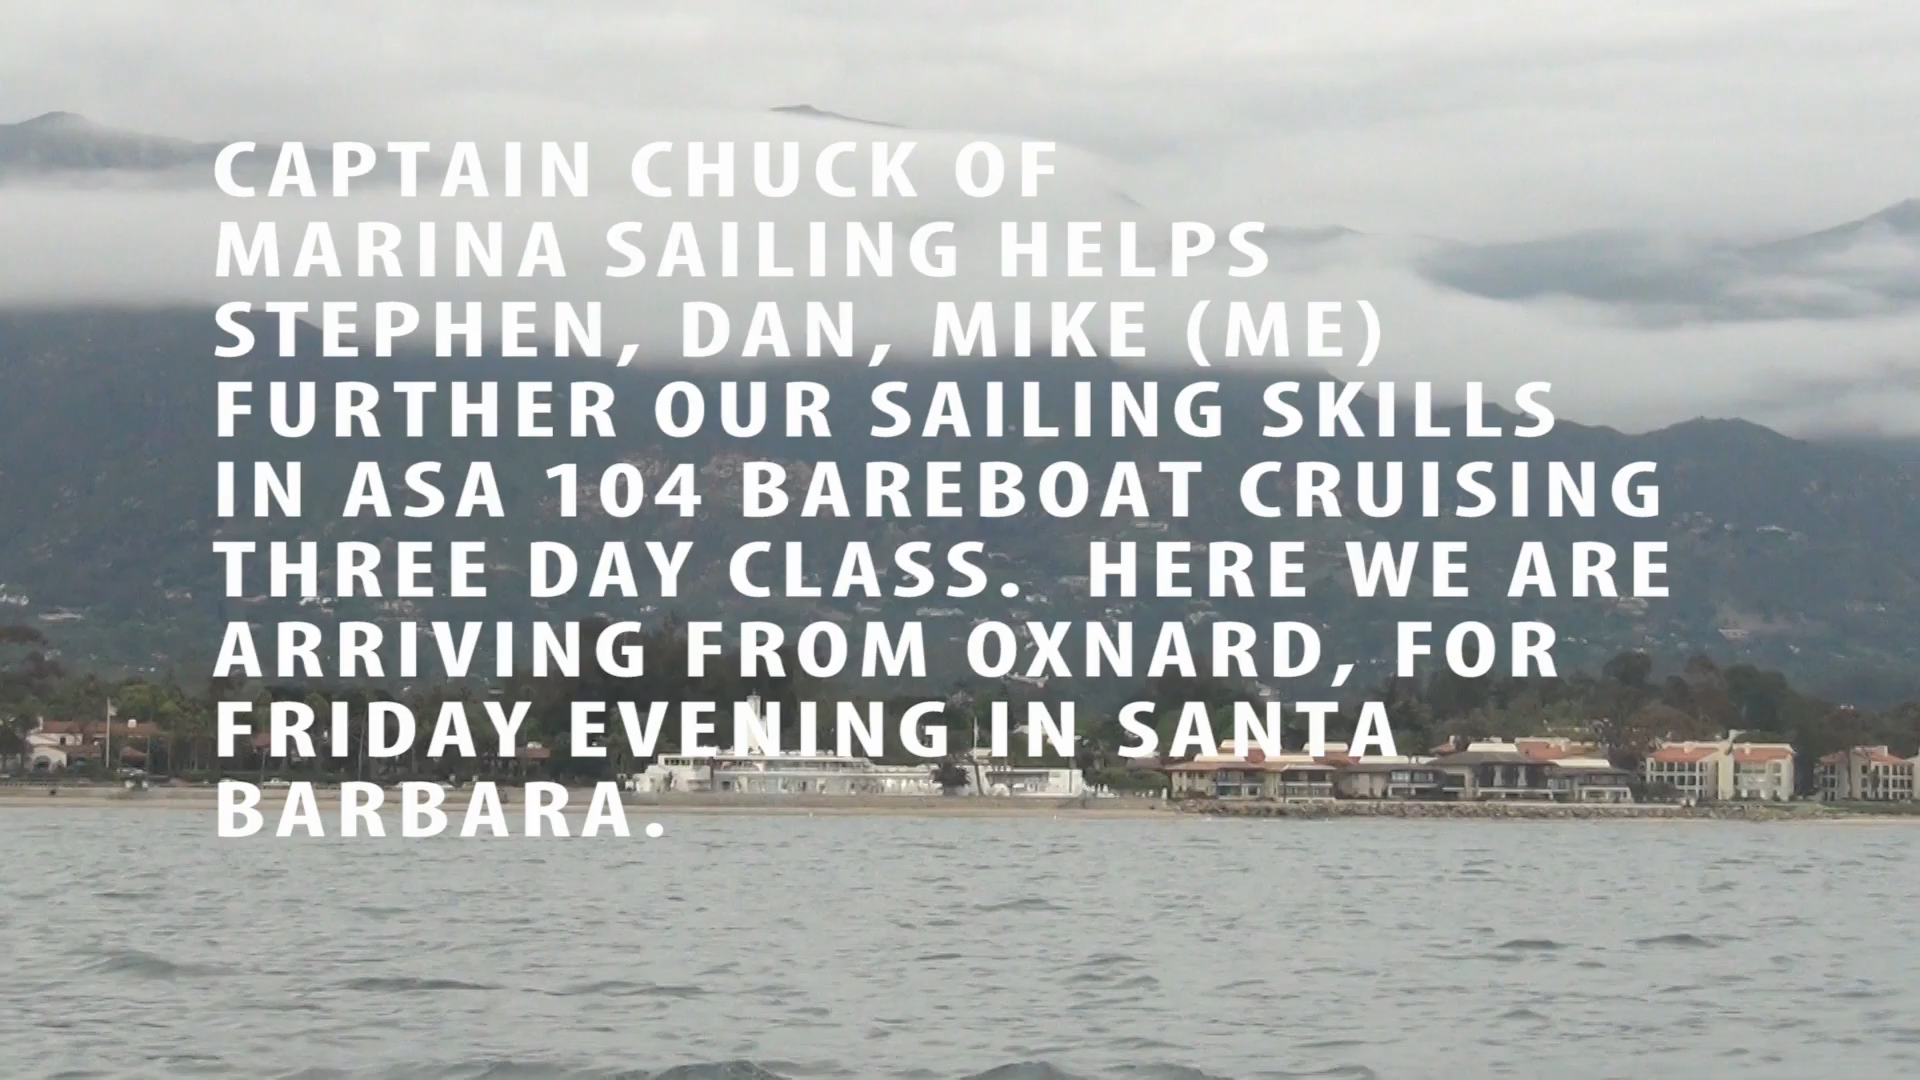 CAPTAIN CHUCK OF
MARINA SAILING HELPS
STEPHEN, DAN, MIKE (ME)
FURTHER OUR SAILING SKILLS
IN ASA 104 BAREBOAT CRUISING
THREE DAY CLASS.  HERE WE ARE
ARRIVING FROM OXNARD, FOR
FRIDAY EVENING IN SANTA
BARBARA.